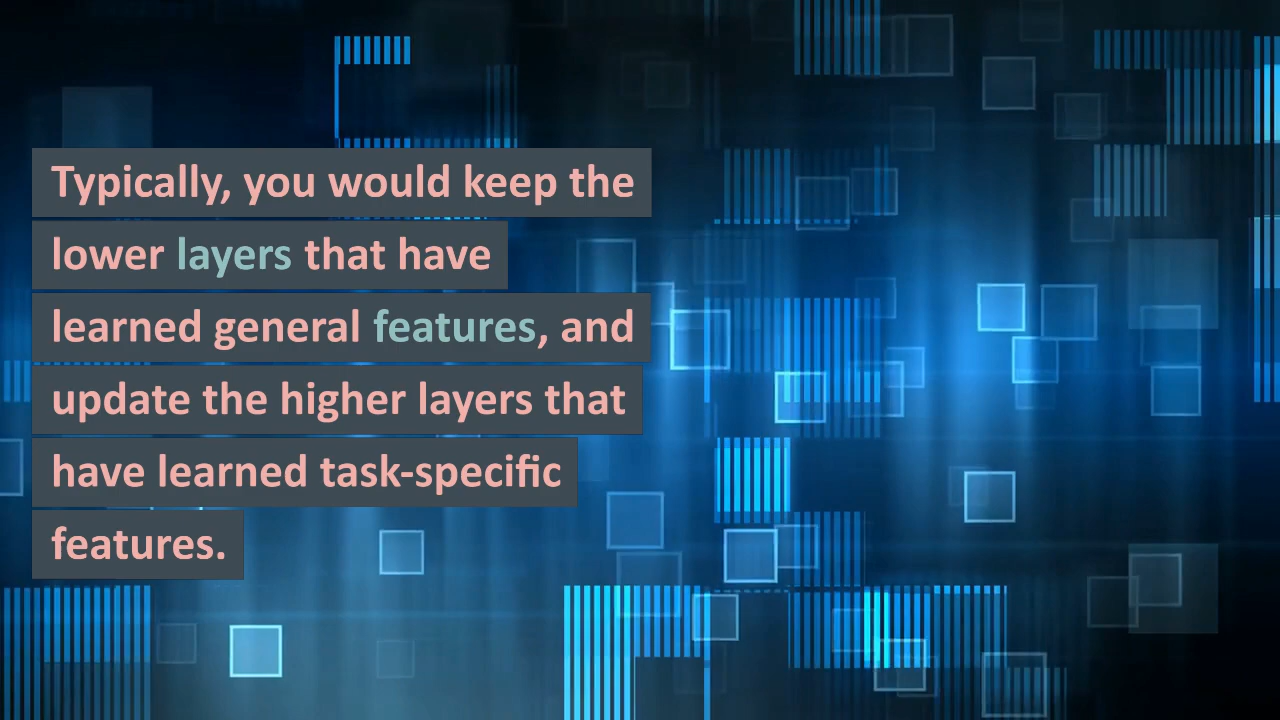 Typically, you would keep the
lower layers that have
learned general features, and
update the higher layers that
have learned task-specific
features.